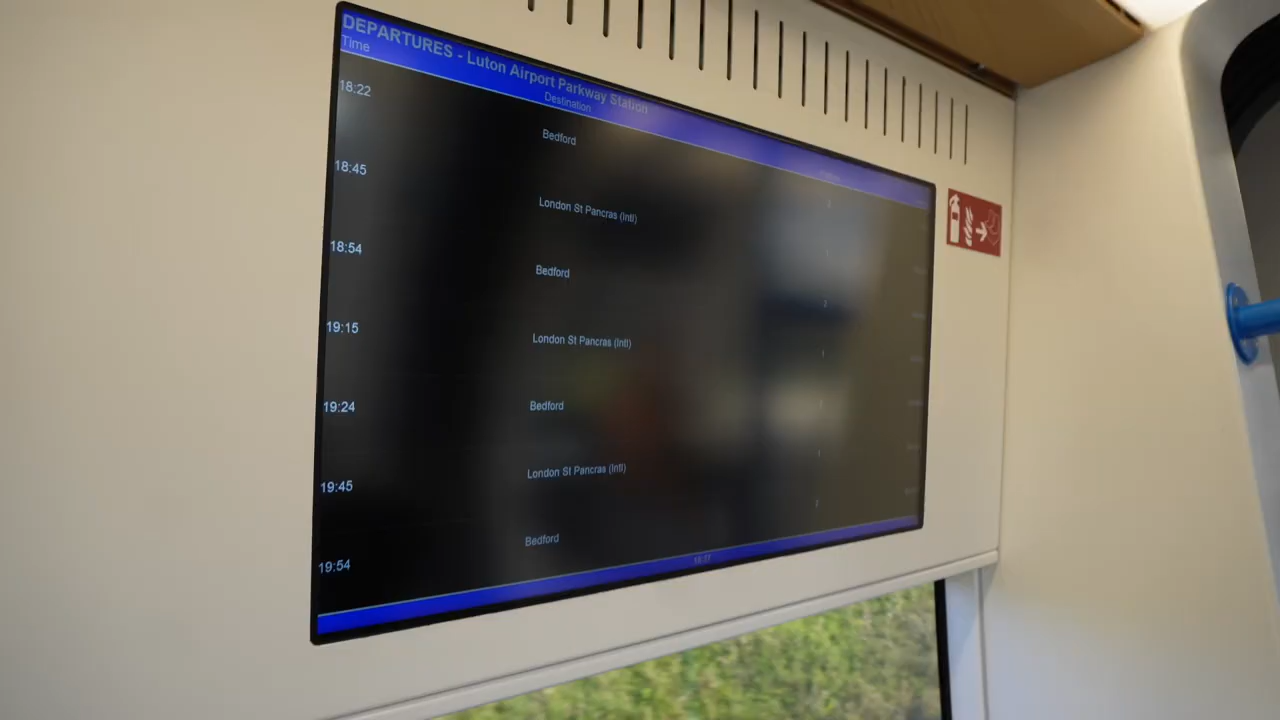 DEPARTURES - Luton Airport Parkway Station
Time Destination
18:22 Bedford
18:45 London St Pancras (Intl)
18:54 Bedford
19:15 London St Pancras (Intl)
19:24 Bedford
19:45 London St Pancras (Intl)
19:54 Bedford